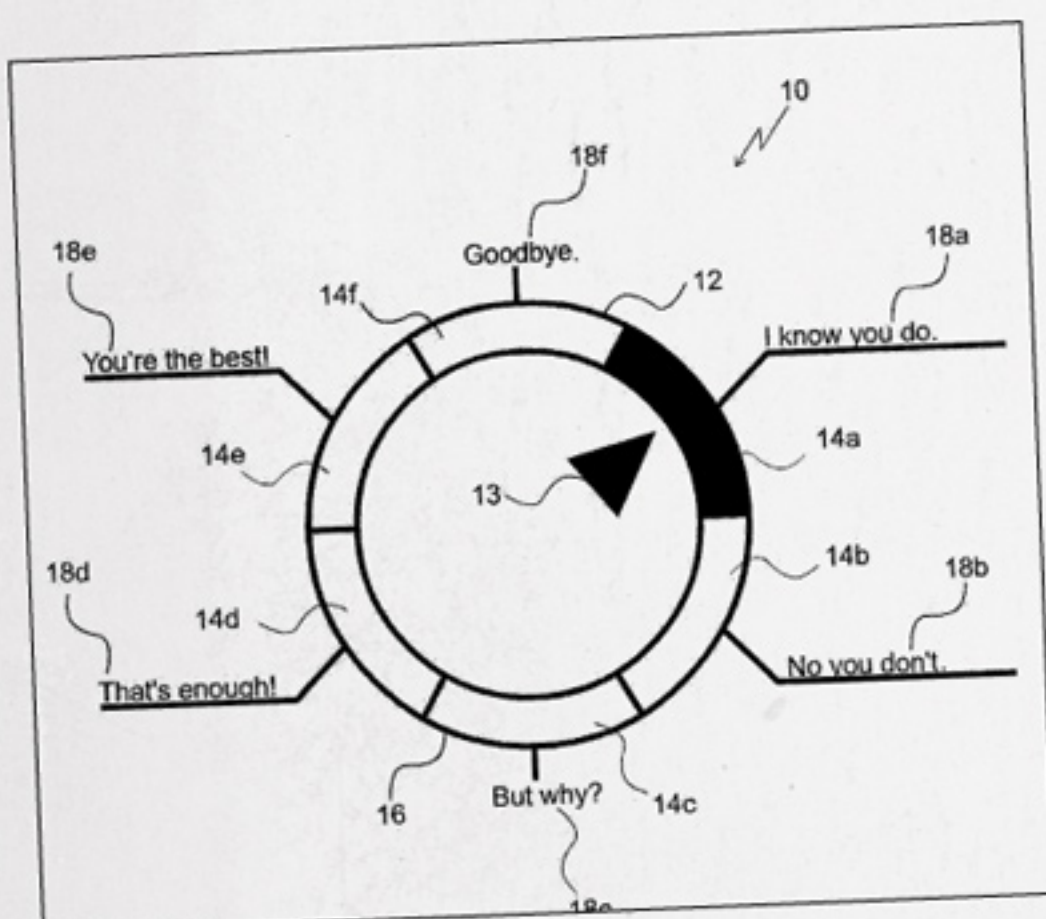 10
18f
Goodbye.
18e
18a
14f
12
You're the best!
I know you do.
14e
14a
13
14b
18d
18b
14d
That's enough!
No you don't.
16
But why?
14c